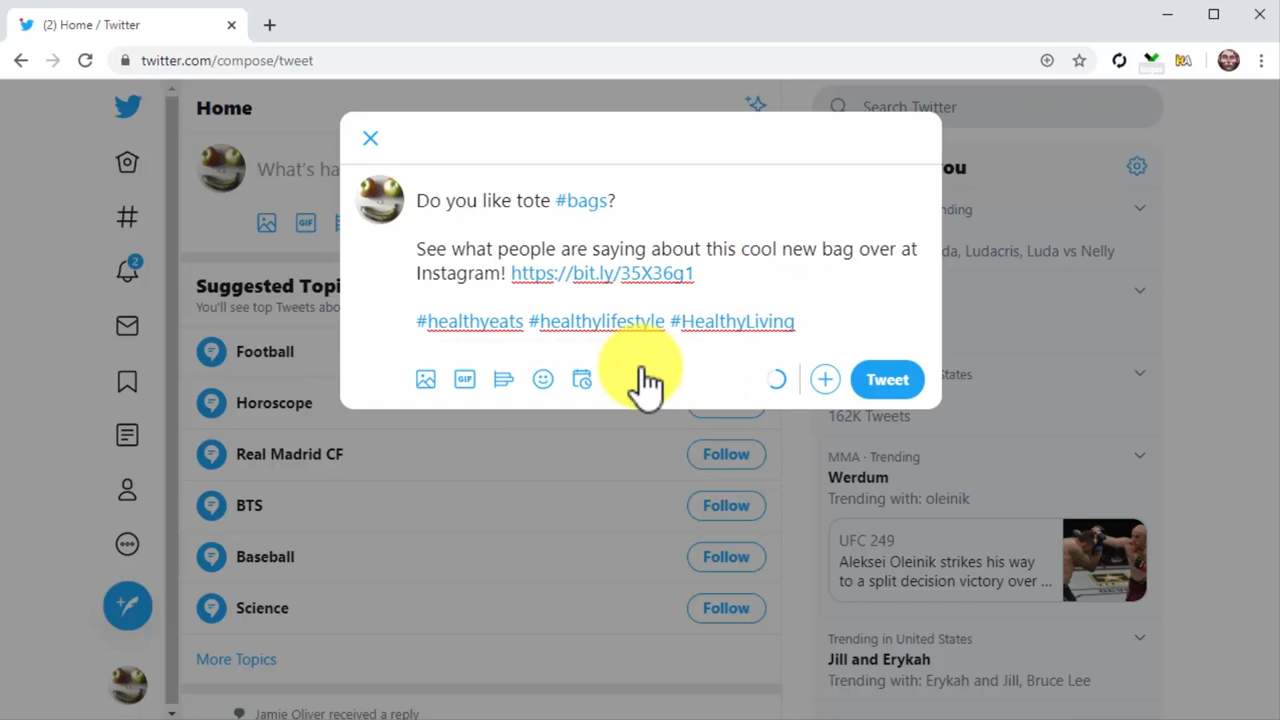 (2) Home / Twitter
twitter.com/compose/tweet
HA
Home
Search Twitter
What's ha
GIF
ou
nding
da, Ludacris, Luda vs Nelly
Do you like tote #bags?
See what people are saying about this cool new bag over at
Instagram! https://bit.ly/35X36q1
#healthyeats #healthylifestyle #HealthyLiving
GIF
Tweet
2
Suggested Topi
You'll see top Tweets abo
Football
Horoscope
Real Madrid CF
Follow
BTS
Follow
Baseball
Follow
Science
Follow
More Topics
Jamie Oliver received a reply
States
162K Tweets
MMA · Trending
Werdum
Trending with: oleinik
UFC 249
Aleksei Oleinik strikes his way
to a split decision victory over ...
Trending in United States
Jill and Erykah
Trending with: Erykah and Jill, Bruce Lee